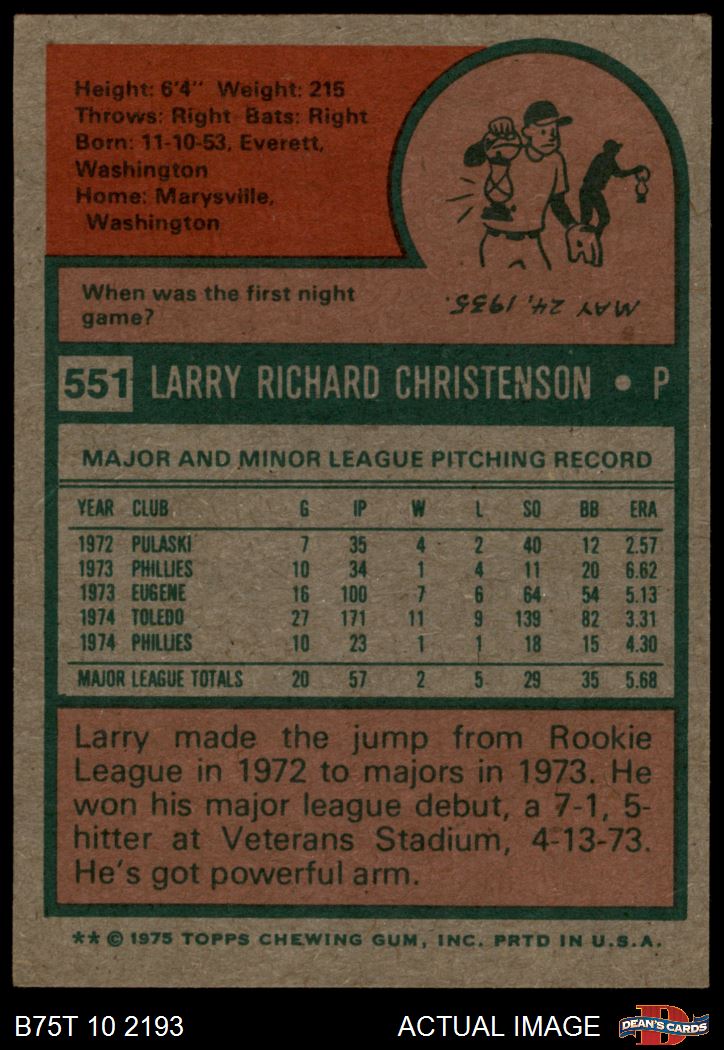 Height: 6'4" Weight: 215
Throws: Right Bats: Right
Born: 11-10-53, Everett,
Washington
Home: Marysville,
Washington
When was the first night
game?
MAY 24, 1935.
551 LARRY RICHARD CHRISTENSON • P
MAJOR AND MINOR LEAGUE PITCHING RECORD
YEAR CLUB G IP W L SO BB ERA
1972 PULASKI 7 35 4 2 40 12 2.57
1973 PHILLIES 10 34 1 4 11 20 6.62
1973 EUGENE 16 100 7 6 64 54 5.13
1974 TOLEDO 27 171 11 9 139 82 3.31
1974 PHILLIES 10 23 1 1 18 15 4.30
MAJOR LEAGUE TOTALS 20 57 2 5 29 35 5.68
Larry made the jump from Rookie
League in 1972 to majors in 1973. He
won his major league debut, a 7-1, 5-
hitter at Veterans Stadium, 4-13-73.
He's got powerful arm.
** © 1975 TOPPS CHEWING GUM, INC. PRTD IN U.S.A.
B75T 10 2193 ACTUAL IMAGE D DEAN'S CARDS